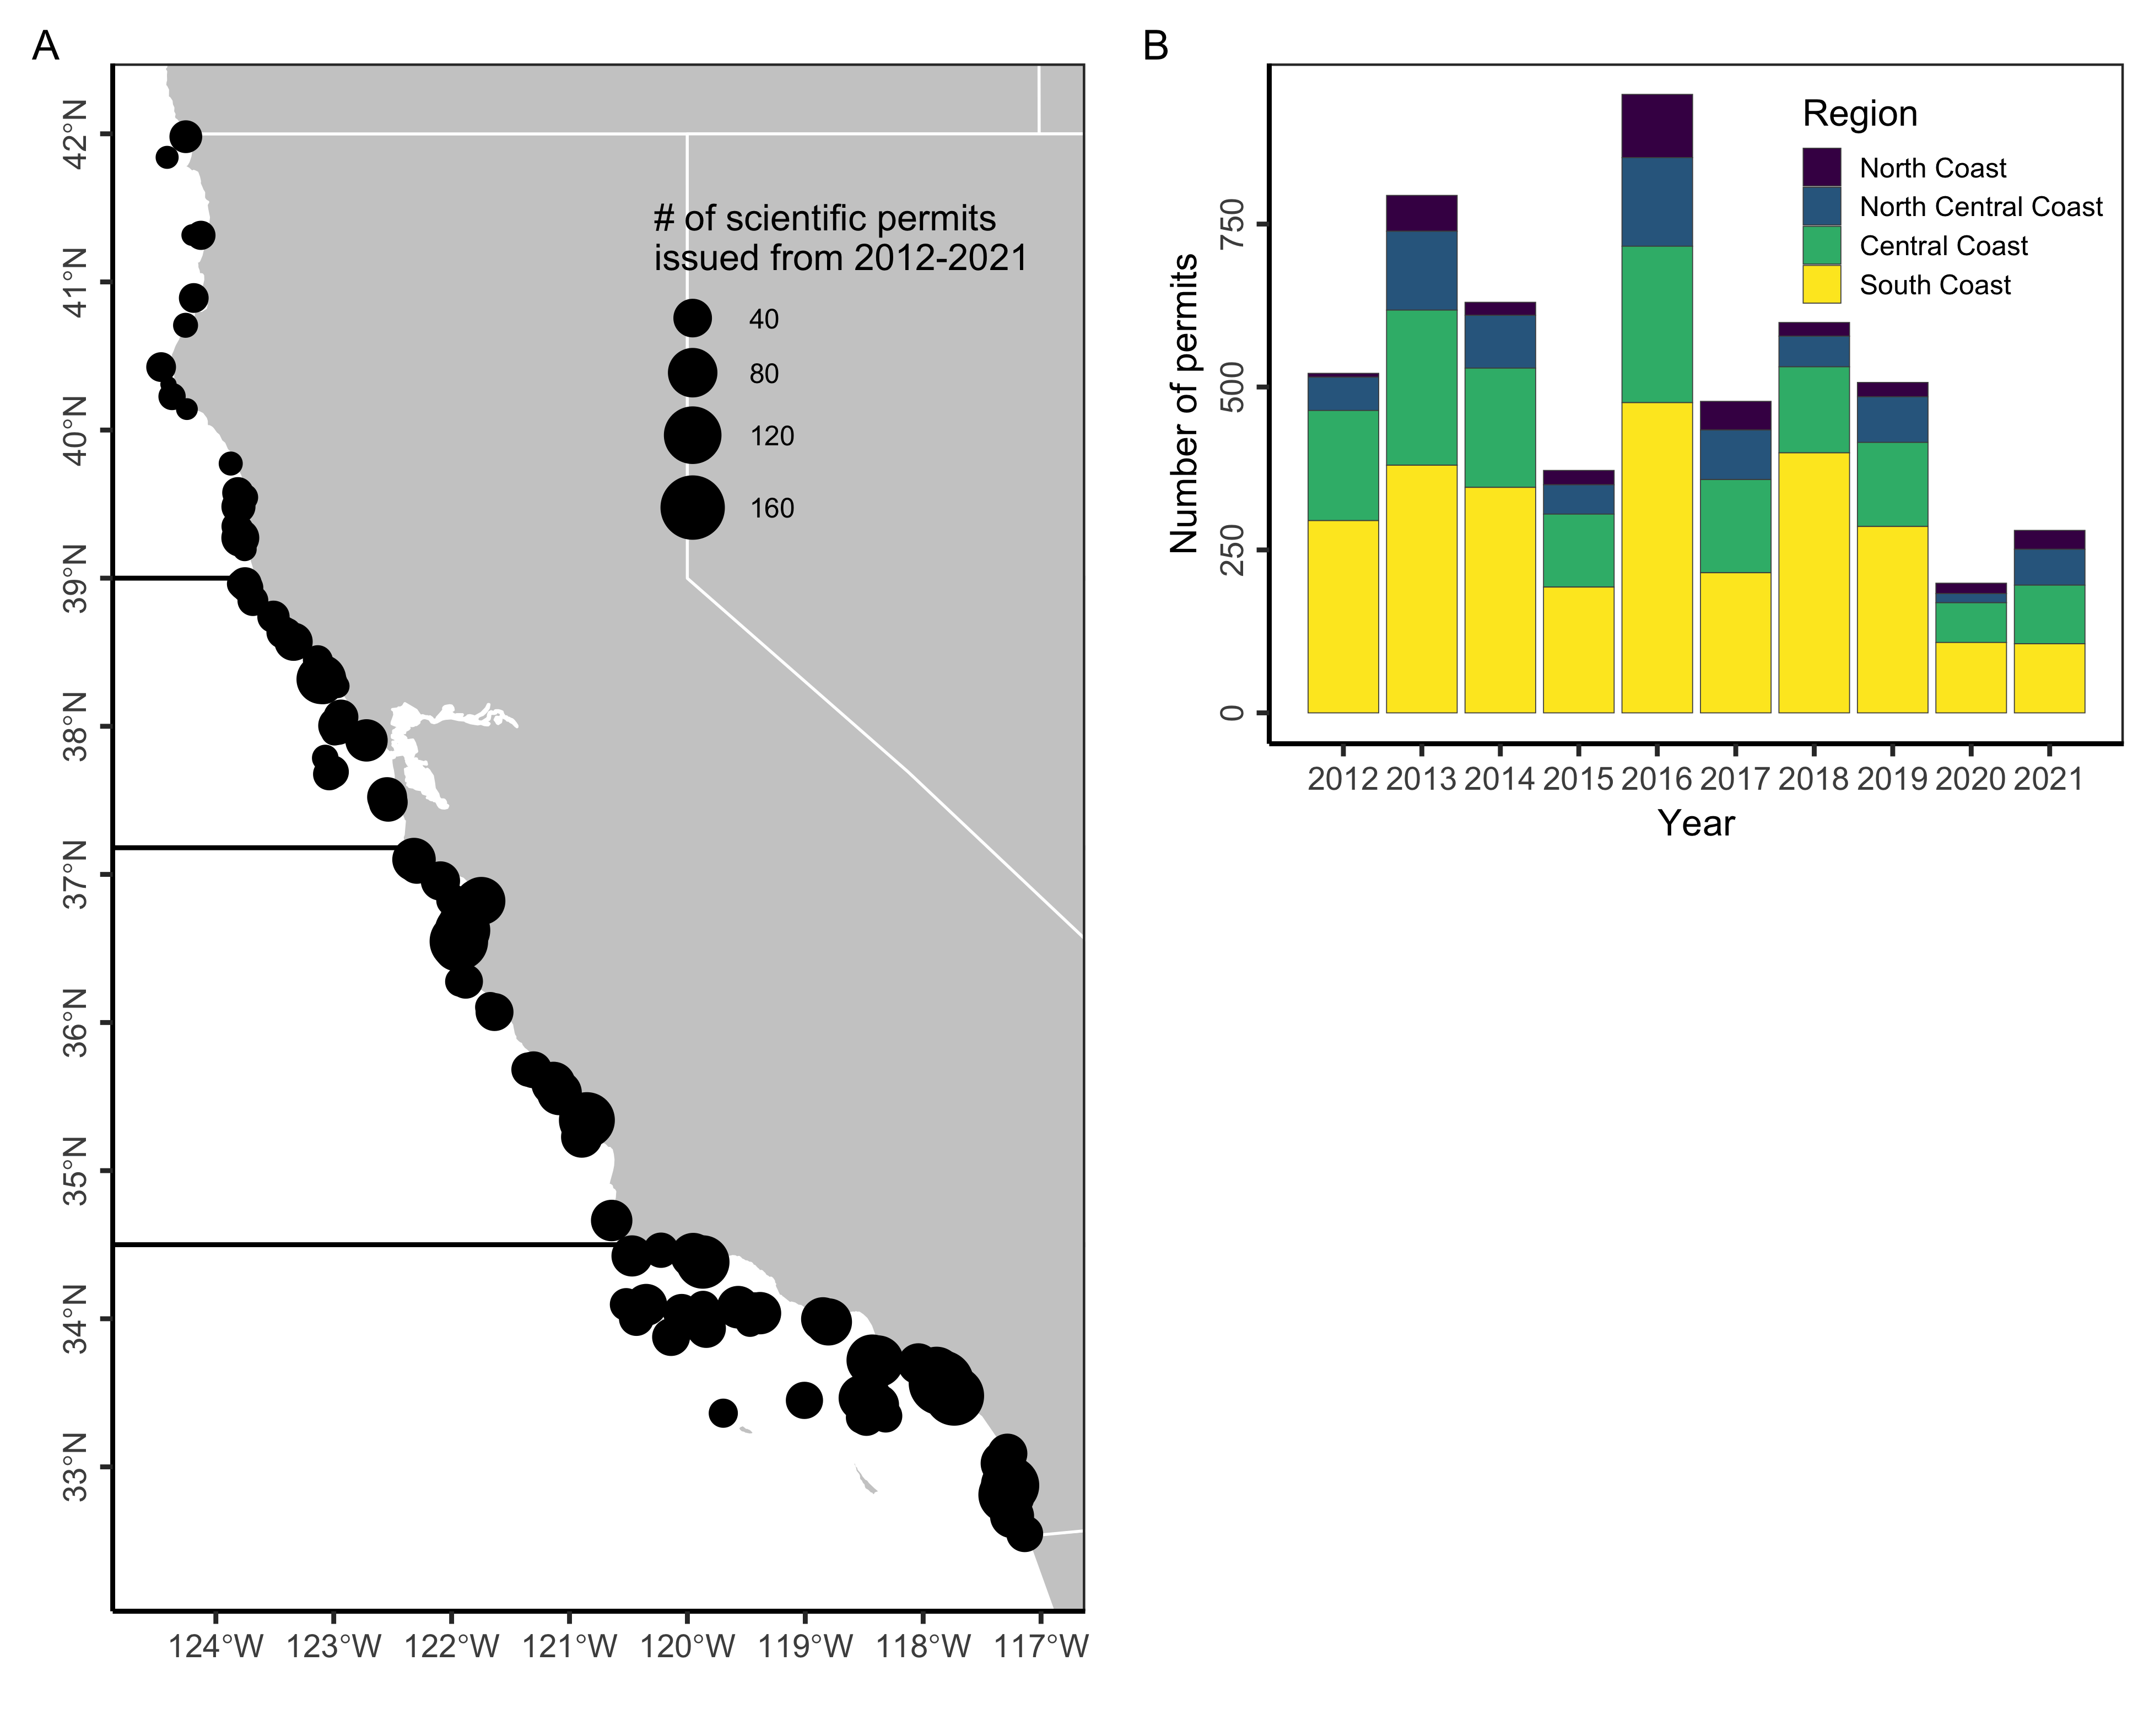 A
42°N
41°N
40°N
39°N
38°N
37°N
36°N
35°N
34°N
33°N
# of scientific permits
issued from 2012-2021
40
80
120
160
124°W 123°W 122°W 121°W 120°W 119°W 118°W 117°W
B
Number of permits
750
500
250
0
Region
North Coast
North Central Coast
Central Coast
South Coast
2012 2013 2014 2015 2016 2017 2018 2019 2020 2021
Year